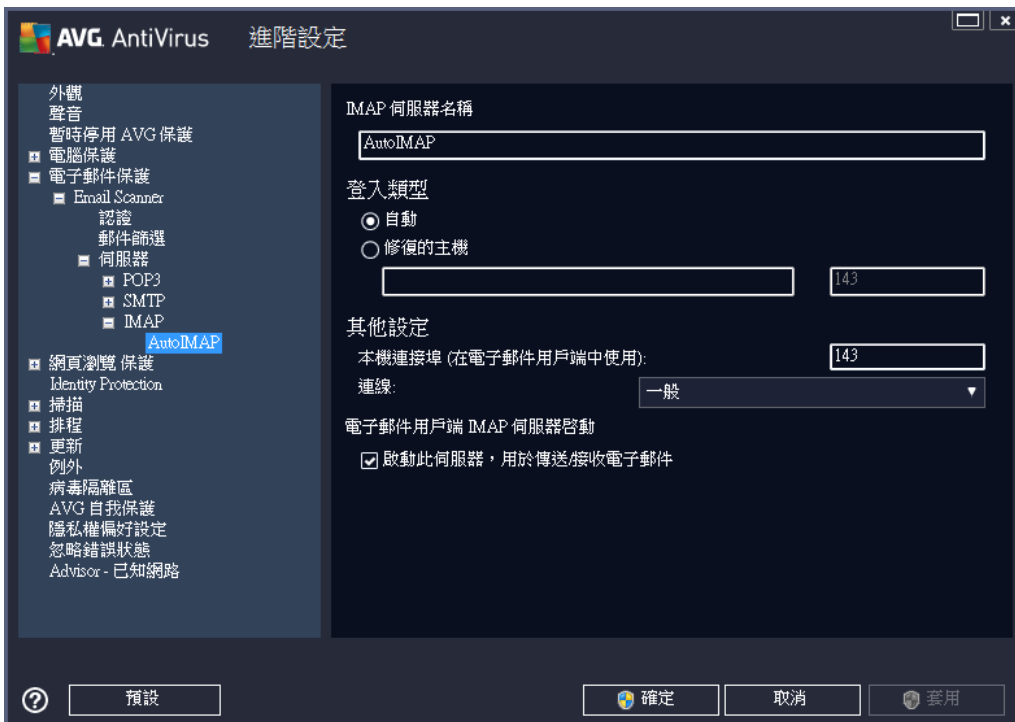 AVG AntiVirus 進階設定
外觀
聲音
暫時停用 AVG 保護
電腦保護
電子郵件保護
Email Scanner
認證
郵件篩選
伺服器
POP3
SMTP
IMAP
AutoIMAP
網頁瀏覽 保護
Identity Protection
掃描
排程
更新
例外
病毒隔離區
AVG 自我保護
隱私權偏好設定
忽略錯誤狀態
Advisor - 已知網路
IMAP 伺服器名稱
AutoIMAP
登入類型
自動
修復的主機
143
其他設定
本機連接埠 (在電子郵件用戶端中使用): 143
連線: 一般
電子郵件用戶端 IMAP 伺服器啓動
啟動此伺服器，用於傳送/接收電子郵件
預設 確定 取消 套用